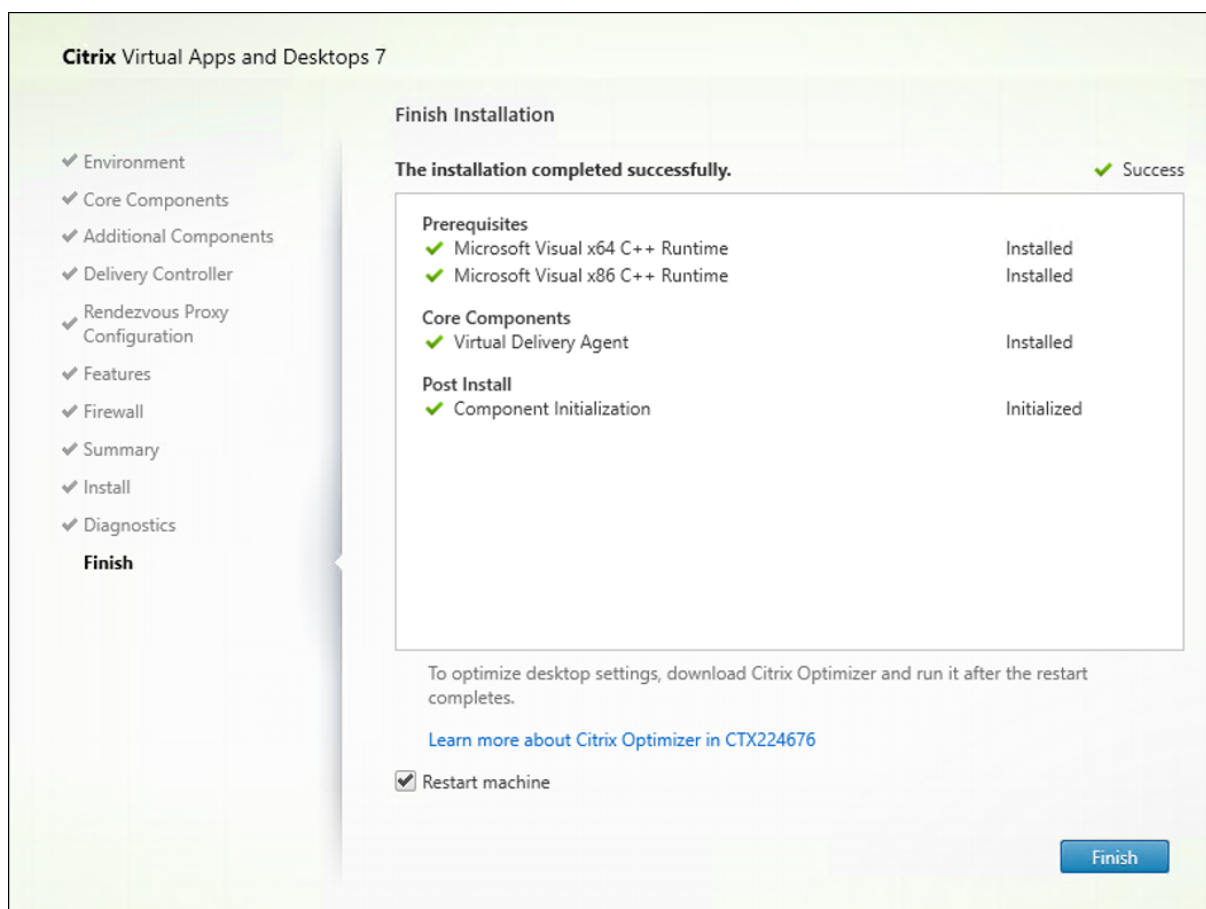 Citrix Virtual Apps and Desktops 7
Environment
Core Components
Additional Components
Delivery Controller
Rendezvous Proxy
Configuration
Features
Firewall
Summary
Install
Diagnostics
Finish
Finish Installation
The installation completed successfully.
Success
Prerequisites
Microsoft Visual x64 C++ Runtime Installed
Microsoft Visual x86 C++ Runtime Installed
Core Components
Virtual Delivery Agent Installed
Post Install
Component Initialization Initialized
To optimize desktop settings, download Citrix Optimizer and run it after the restart
completes.
Learn more about Citrix Optimizer in CTX224676
Restart machine
Finish